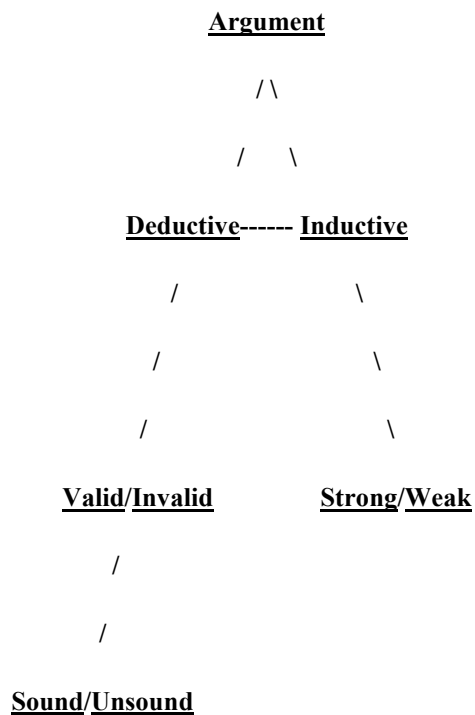 Argument
/ \
/ \
Deductive------ Inductive
/ \
/ \
/ \
Valid/Invalid Strong/Weak
/
/
Sound/Unsound